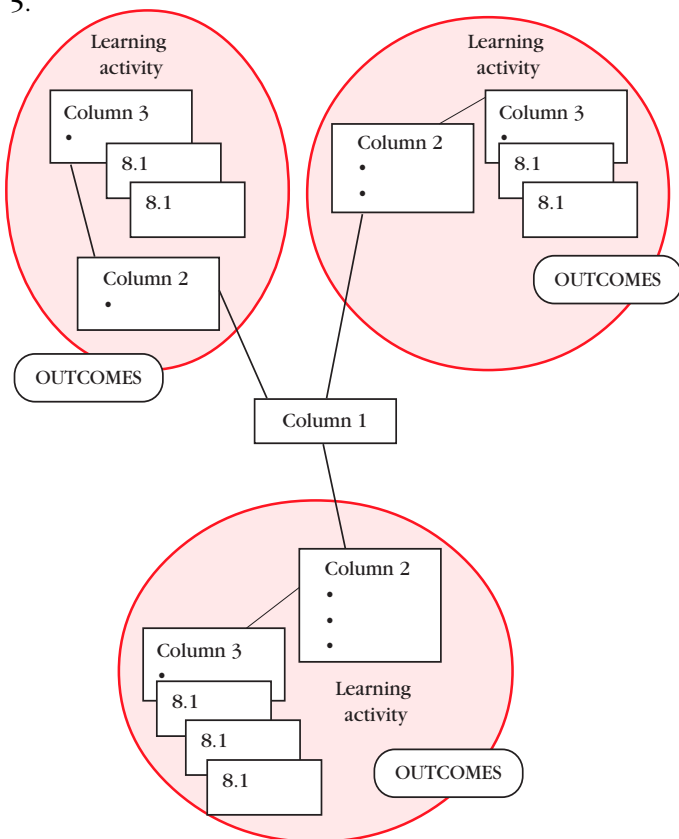 5.
Learning
activity
Column 3
•
8.1
8.1
Column 2
•
OUTCOMES
Learning
activity
Column 3
•
Column 2
•
•
8.1
8.1
OUTCOMES
Column 1
Column 2
•
•
•
Column 3
•
8.1
8.1
8.1
Learning
activity
OUTCOMES